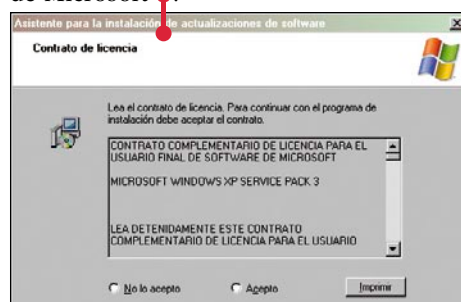 de Microsoft
Asistente para la instalación de actualizaciones de software
Contrato de licencia
Lea el contrato de licencia. Para continuar con el programa de
instalación debe aceptar el contrato.
CONTRATO COMPLEMENTARIO DE LICENCIA PARA EL
USUARIO FINAL DE SOFTWARE DE MICROSOFT
MICROSOFT WINDOWS XP SERVICE PACK 3
LEA DETENIDAMENTE ESTE CONTRATO
COMPLEMENTARIO DE LICENCIA PARA EL USUARIO
No lo acepto
Acepto
Imprimir